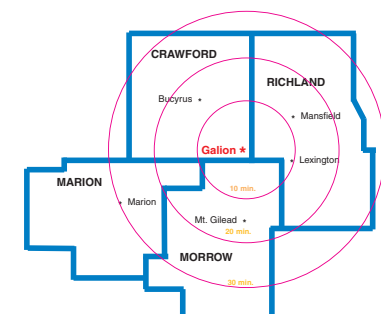 CRAWFORD
RICHLAND
Bucyrus
Mansfield
Galion
Lexington
MARION
10 min.
Marion
Mt. Gilead
20 min.
MORROW
30 min.